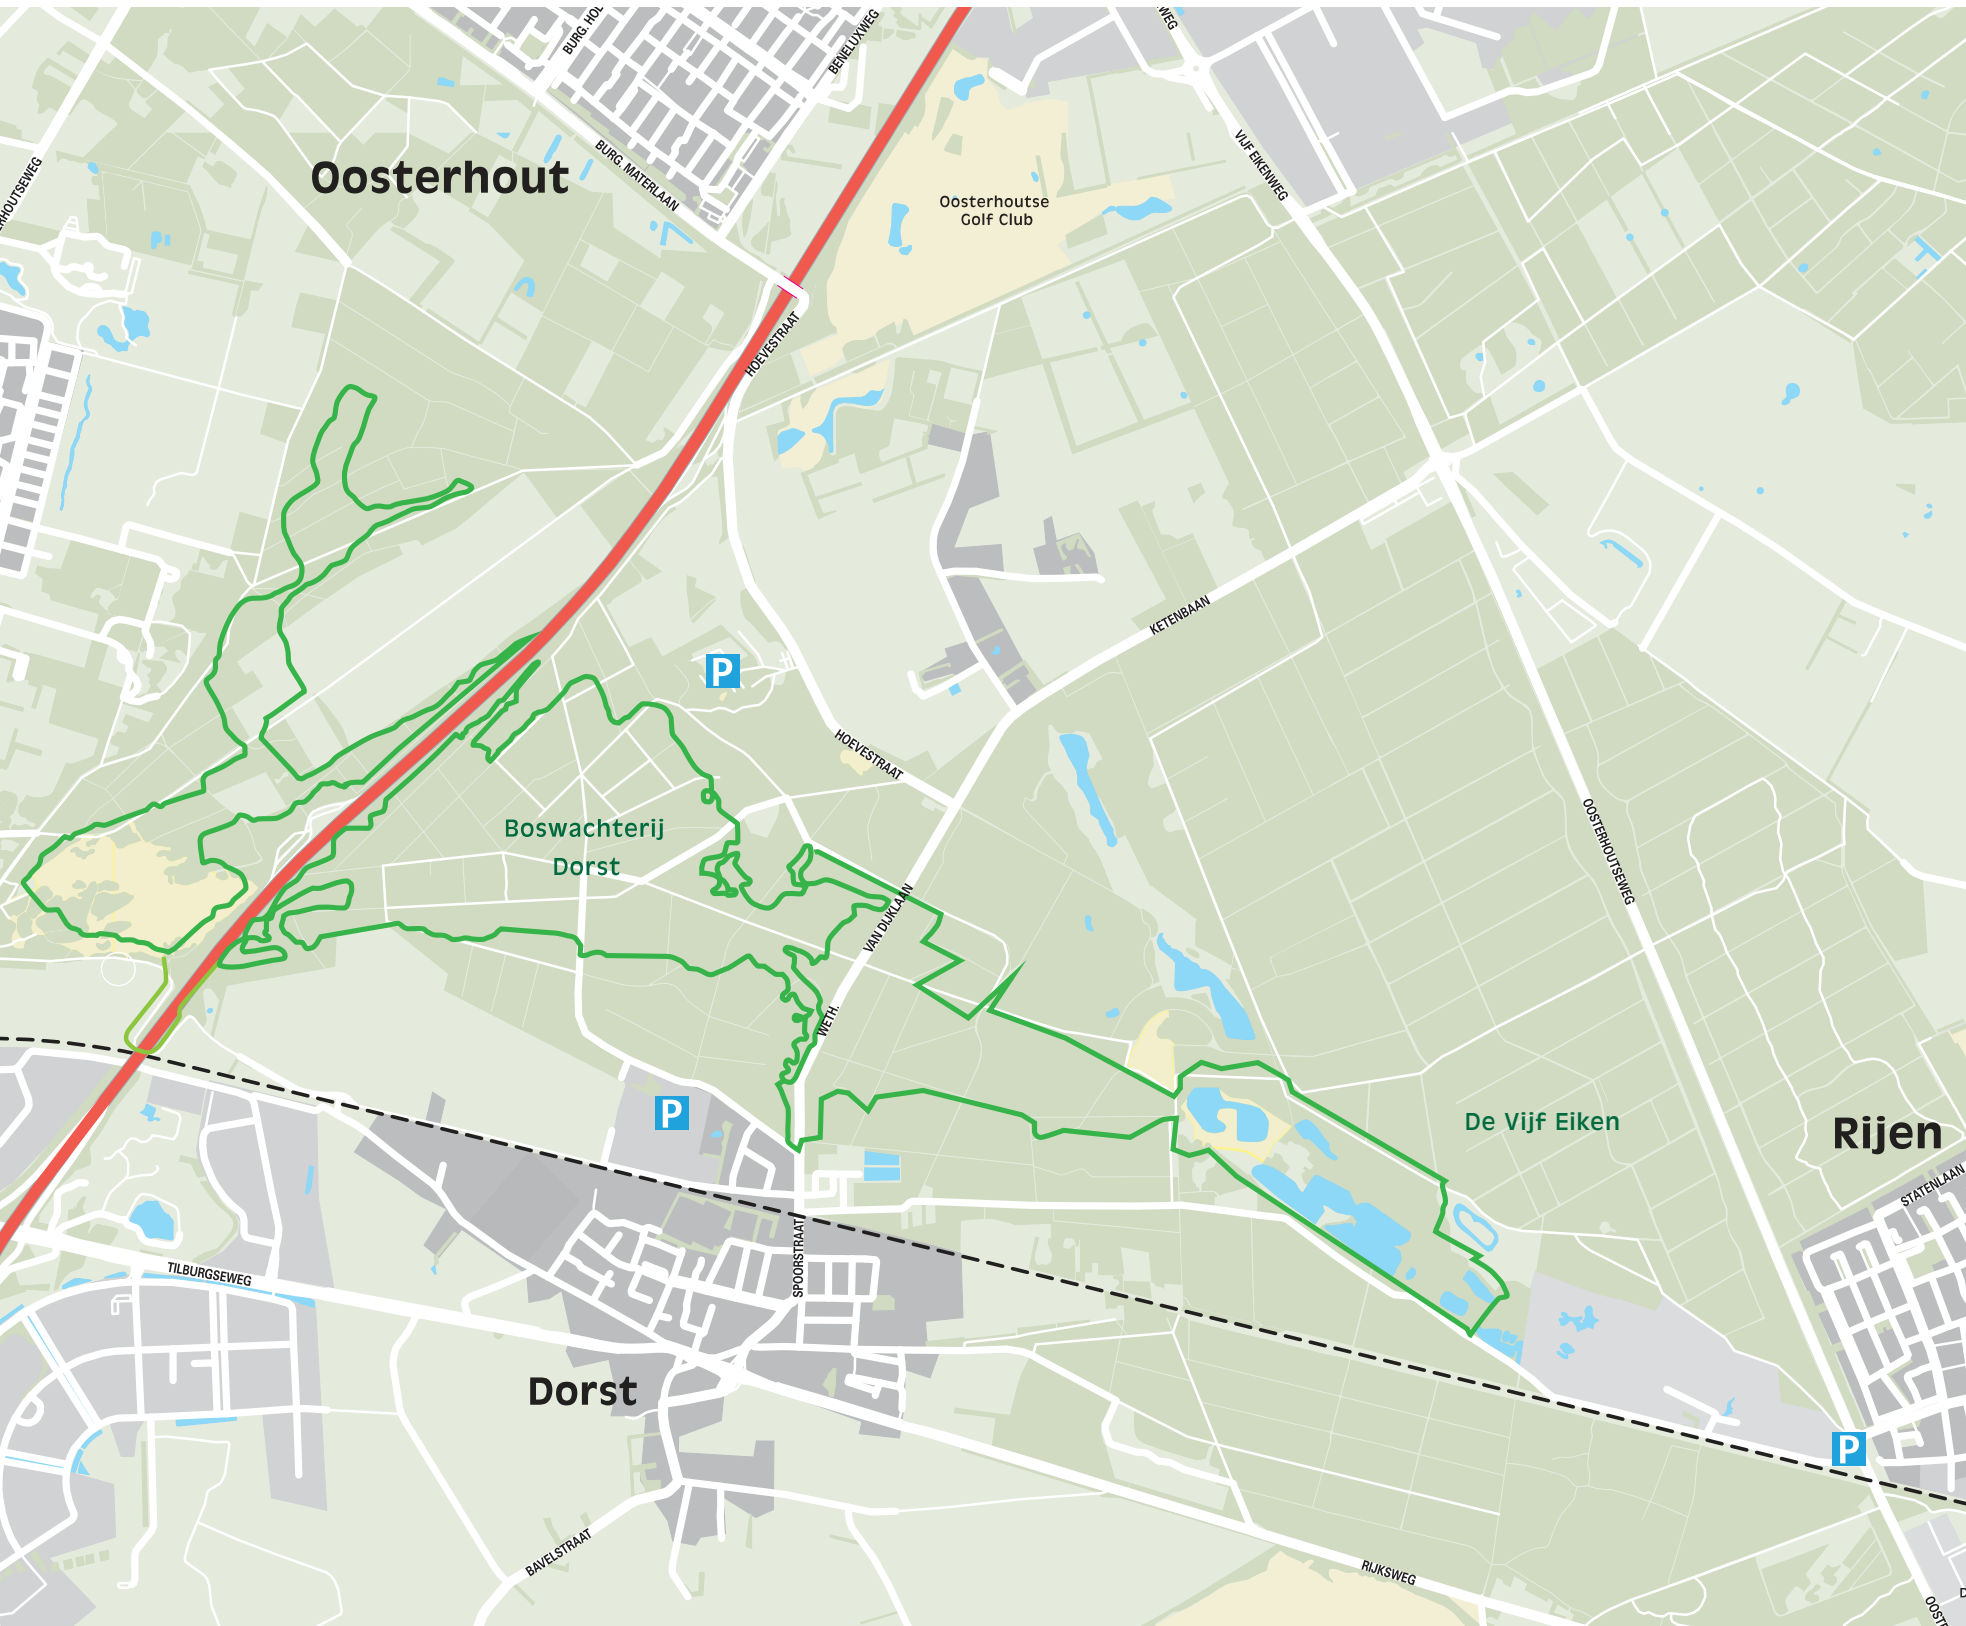 BENELUXWEG
Oosterhout
BURG. MATERLAAN
VIJF EIKENWEG
Oosterhoutse
Golf Club
HOEVESTRAAT
KETENBAAN
P
HOEVESTRAAT
Boswachterij
Dorst
OOSTERHOUTSEWEG
VAN DIJKLAAN
WETH.
P
De Vijf Eiken
Rijen
STATENLAAN
SPOORSTRAAT
TILBURGSEWEG
Dorst
P
BAVELSTRAAT
RIJKSWEG